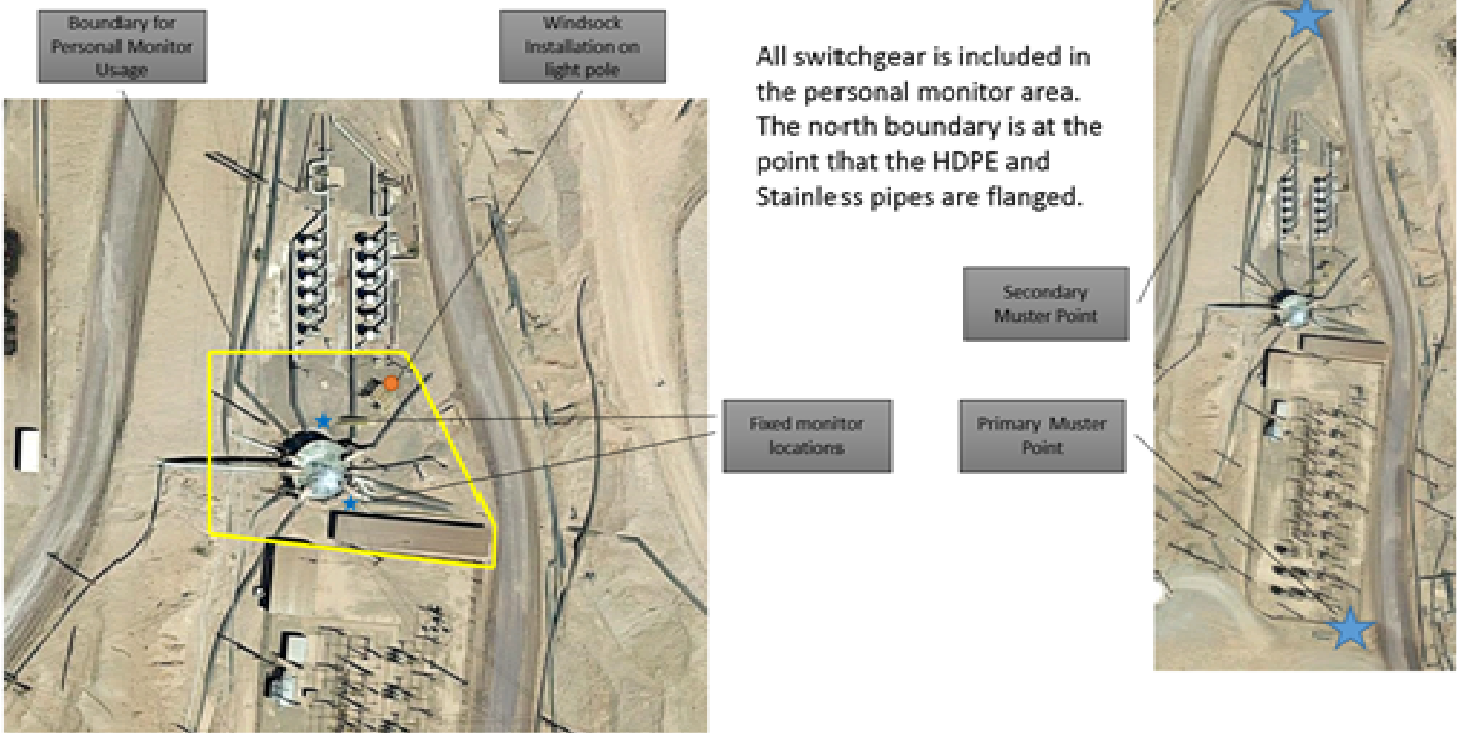 Boundary for
Personal Monitor
Usage
Windsock
Installation on
light pole
All switchgear is included in
the personal monitor area.
The north boundary is at the
point that the HDPE and
Stainless pipes are flanged.
Secondary
Muster Point
Fixed monitor
locations
Primary Muster
Point